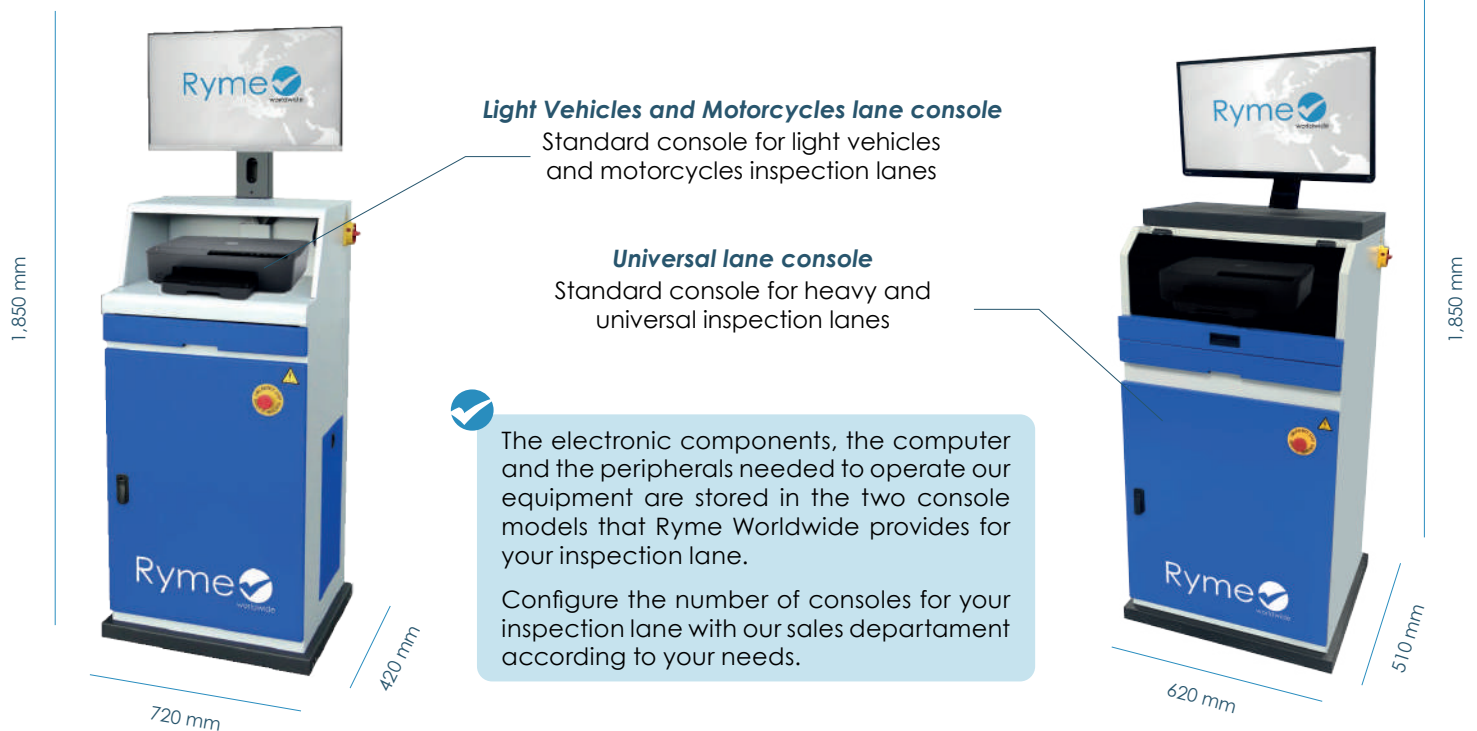 1,850 mm
Ryme
worldwide
Light Vehicles and Motorcycles lane console
Standard console for light vehicles
and motorcycles inspection lanes
Ryme
worldwide
1,850 mm
Universal lane console
Standard console for heavy and
universal inspection lanes
The electronic components, the computer
and the peripherals needed to operate our
equipment are stored in the two console
models that Ryme Worldwide provides for
your inspection lane.
Configure the number of consoles for your
inspection lane with our sales departament
according to your needs.
Ryme
worldwide
720 mm
420 mm
Ryme
worldwide
620 mm
510 mm